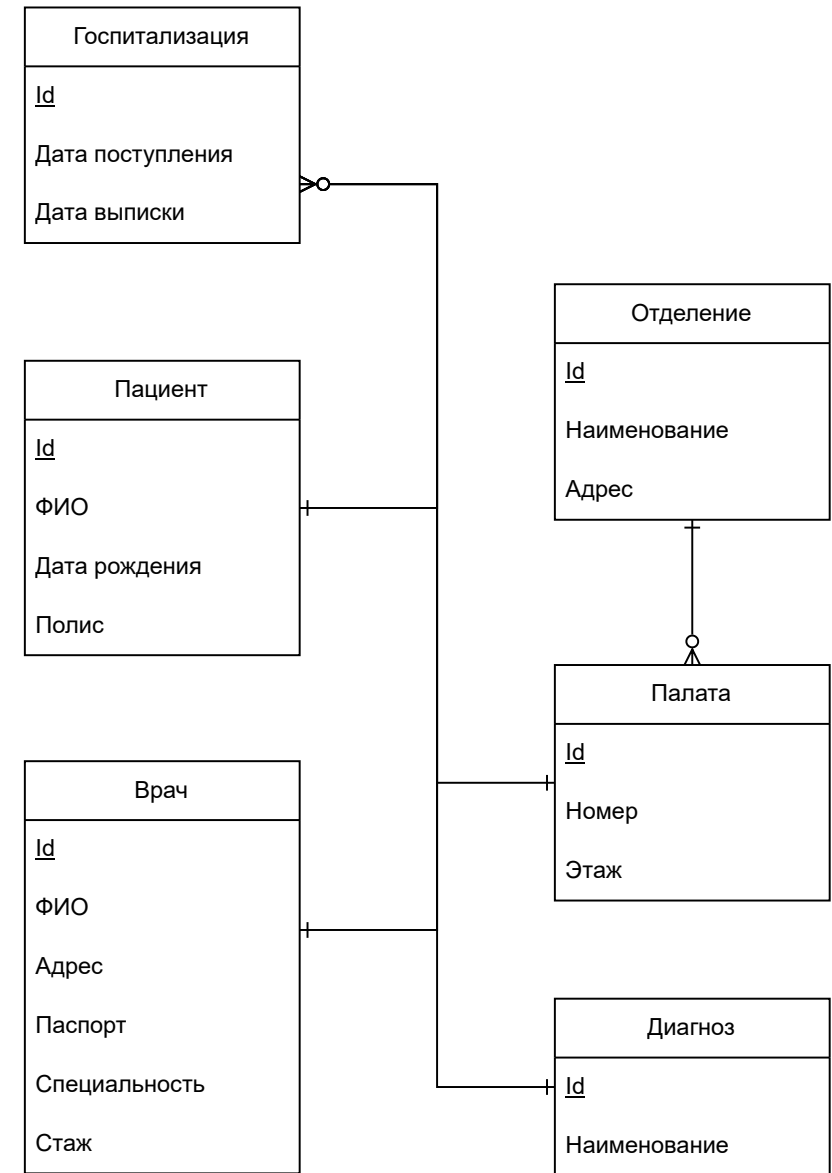 Госпитализация
Id
Дата поступления
Дата выписки
Пациент
Id
ФИО
Дата рождения
Полис
Врач
Id
ФИО
Адрес
Паспорт
Специальность
Стаж
Отделение
Id
Наименование
Адрес
Палата
Id
Номер
Этаж
Диагноз
Id
Наименование